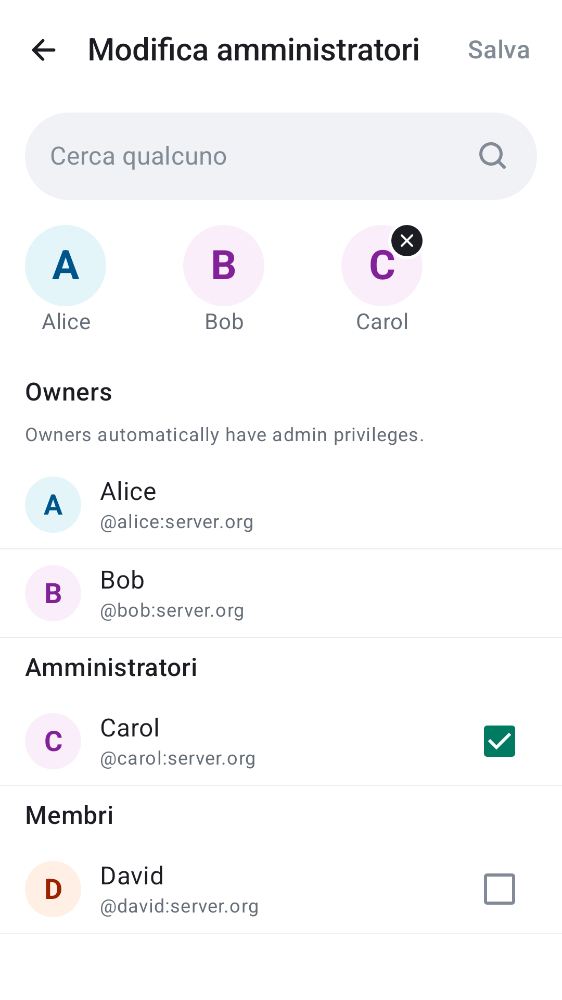 Modifica amministratori
Salva
Cerca qualcuno
A
B
C
Alice
Bob
Carol
Owners
Owners automatically have admin privileges.
A
Alice
@alice:server.org
B
Bob
@bob:server.org
Amministratori
C
Carol
@carol:server.org
Membri
D
David
@david:server.org